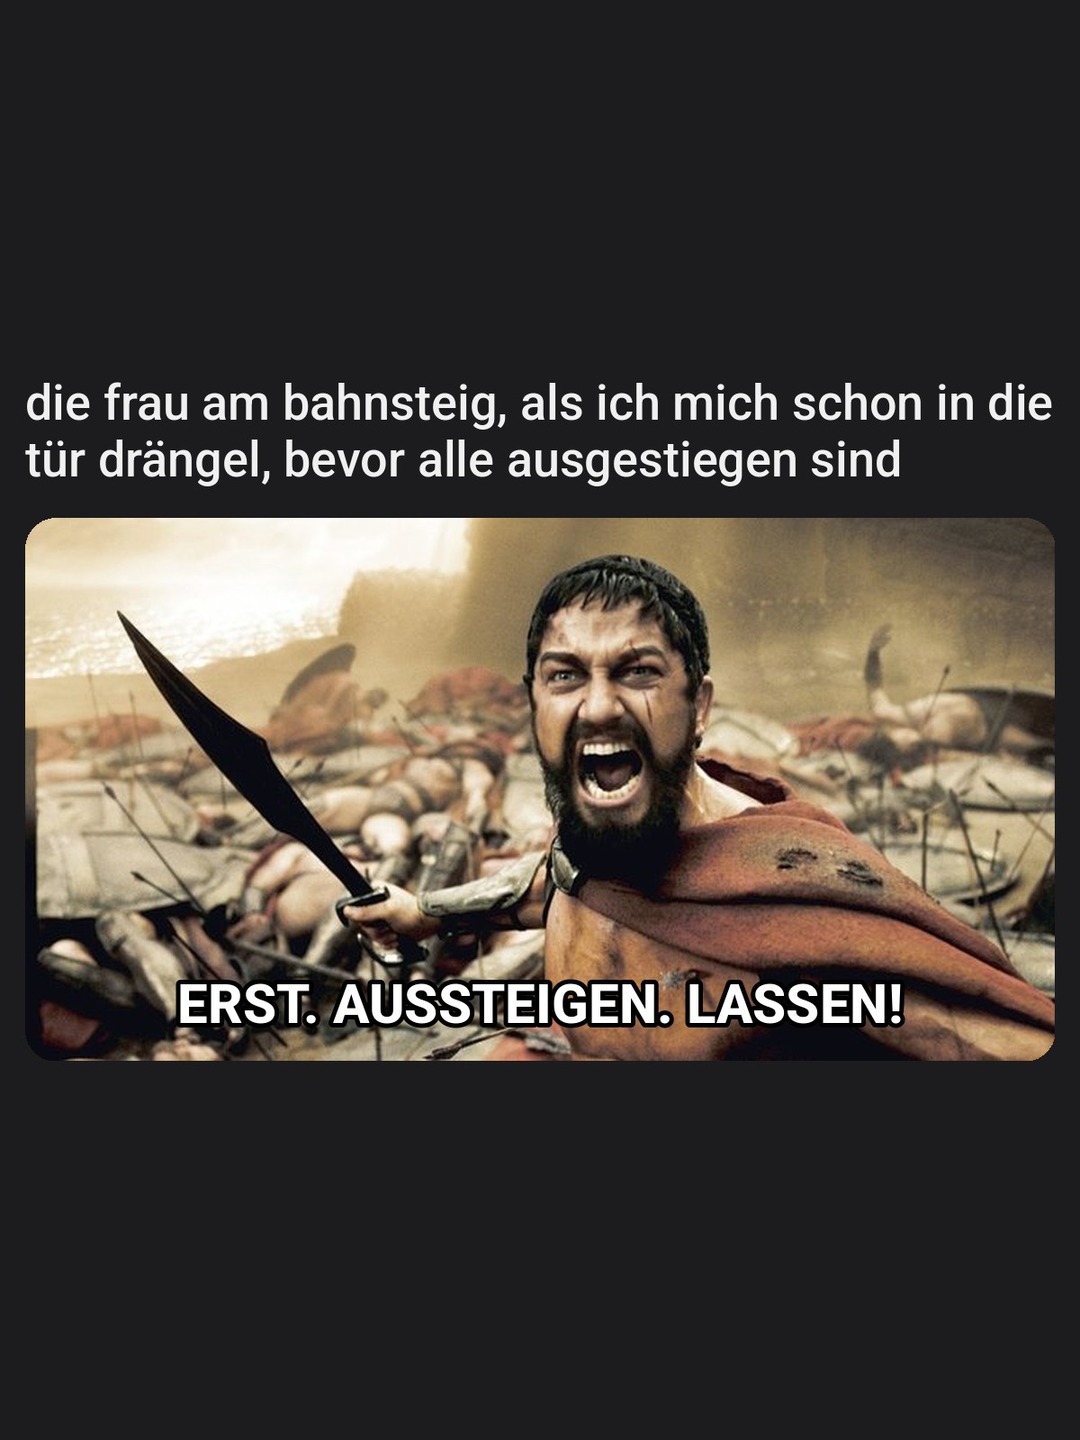 die frau am bahnsteig, als ich mich schon in die
tür drängel, bevor alle ausgestiegen sind
ERST. AUSSTEIGEN. LASSEN!